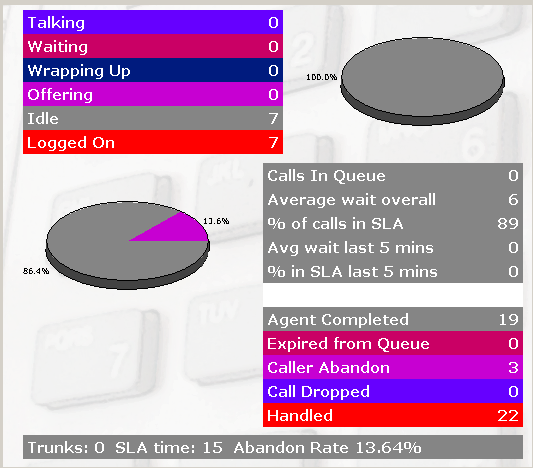 Talking 0
Waiting 0
Wrapping Up 0
Offering 0
Idle 7
Logged On 7
100.0%
Calls In Queue 0
Average wait overall 6
% of calls in SLA 89
Avg wait last 5 mins 0
% in SLA last 5 mins 0
13.6%
86.4%
Agent Completed 19
Expired from Queue 0
Caller Abandon 3
Call Dropped 0
Handled 22
Trunks: 0 SLA time: 15 Abandon Rate 13.64%